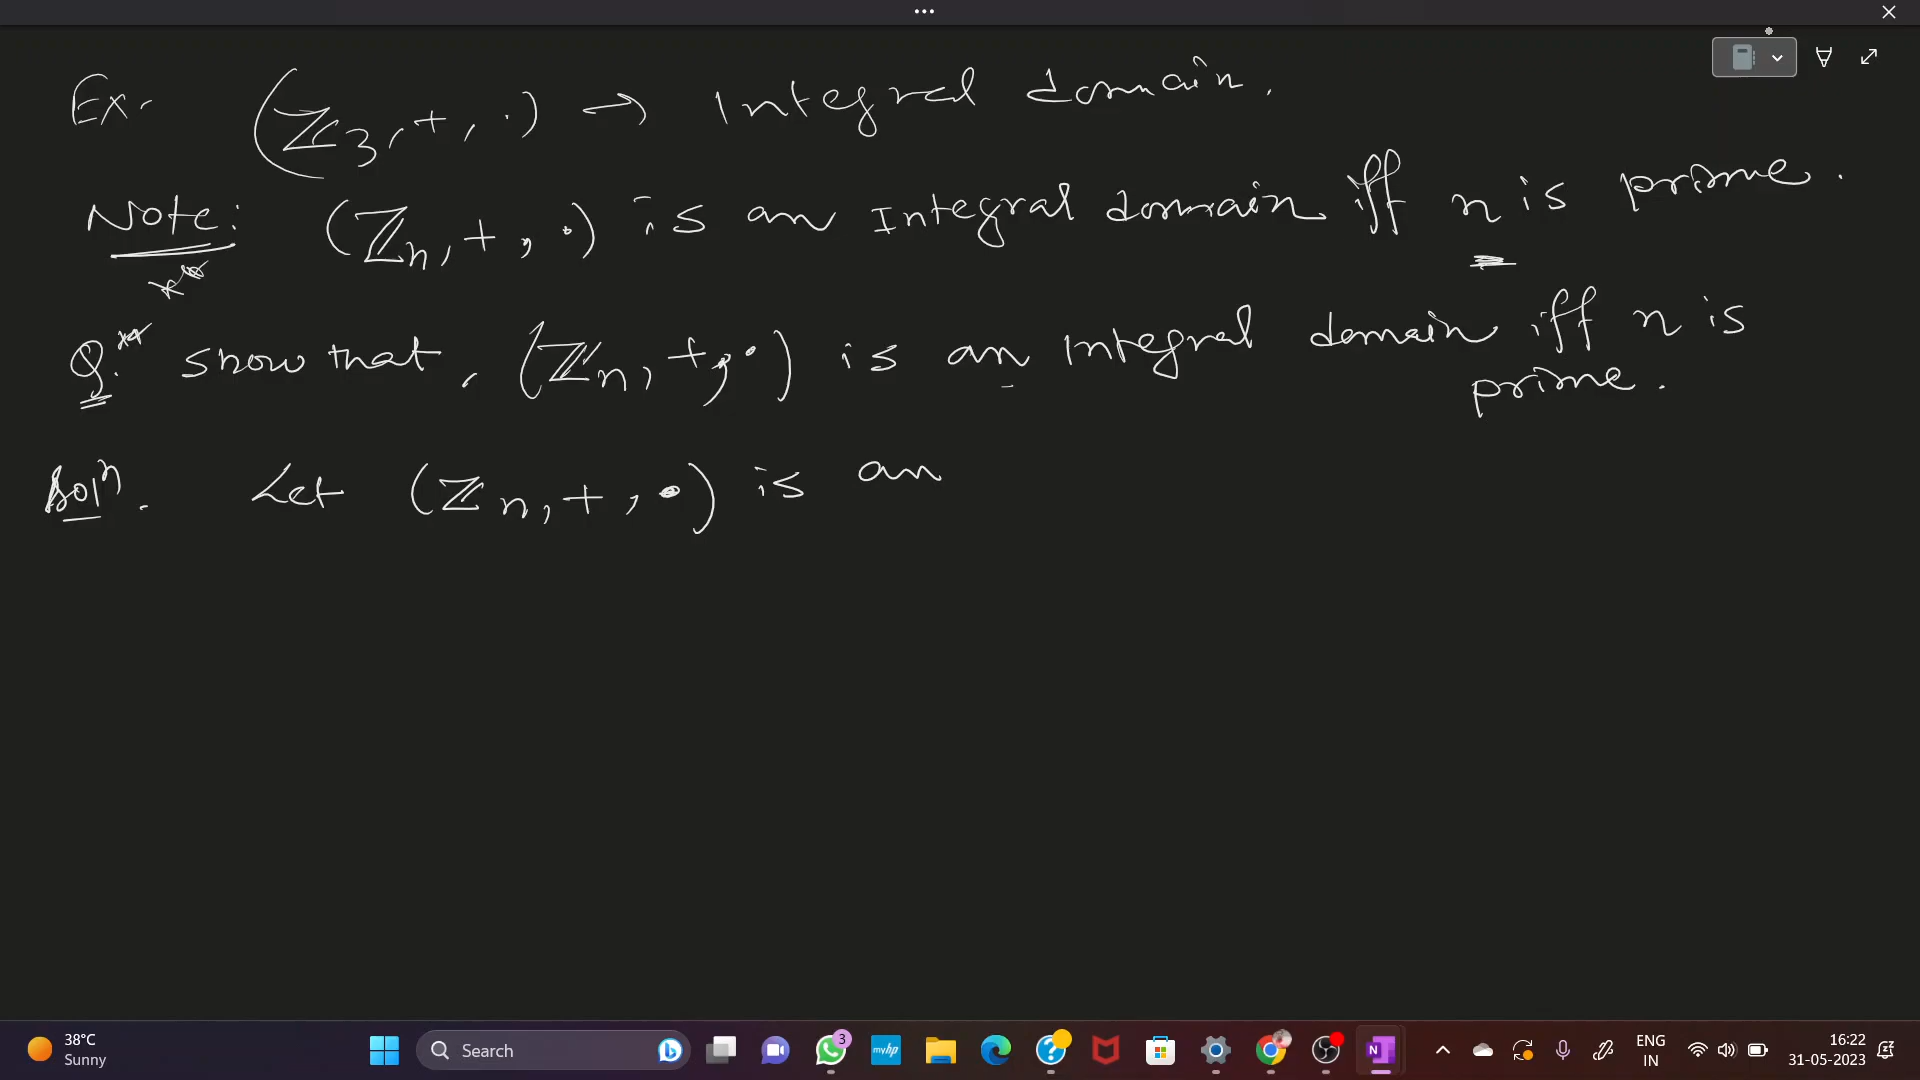 ...
Ex. (ℤ₃, +, ·) → Integral domain.
Note: (ℤₙ, +, ·) is an Integral domain iff n is prime.
Q. show that, (ℤₙ, +, ·) is an Integral domain iff n is
prime.
Solⁿ. Let (ℤₙ, +, ·) is an
38°C
Sunny
Search
myhp
3
N
ENG
IN
16:22
31-05-2023